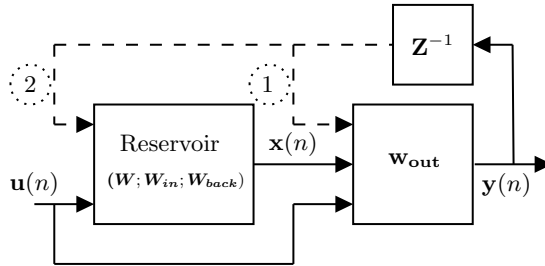 Z⁻¹
2
1
Reservoir
(W; W_in; W_back)
x(n)
w_out
u(n)
y(n)